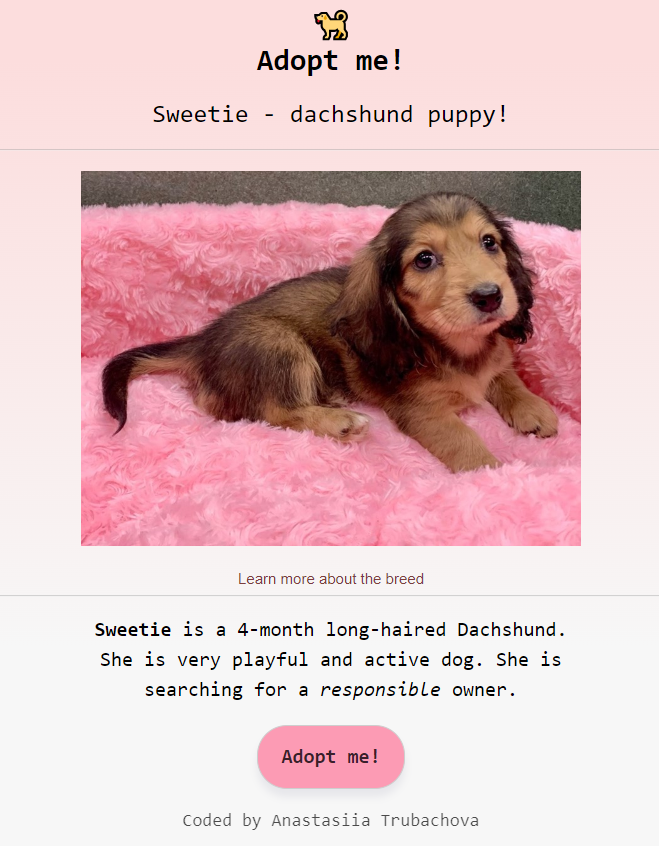 Adopt me!
Sweetie - dachshund puppy!
Learn more about the breed
Sweetie is a 4-month long-haired Dachshund.
She is very playful and active dog. She is
searching for a responsible owner.
Adopt me!
Coded by Anastasiia Trubachova